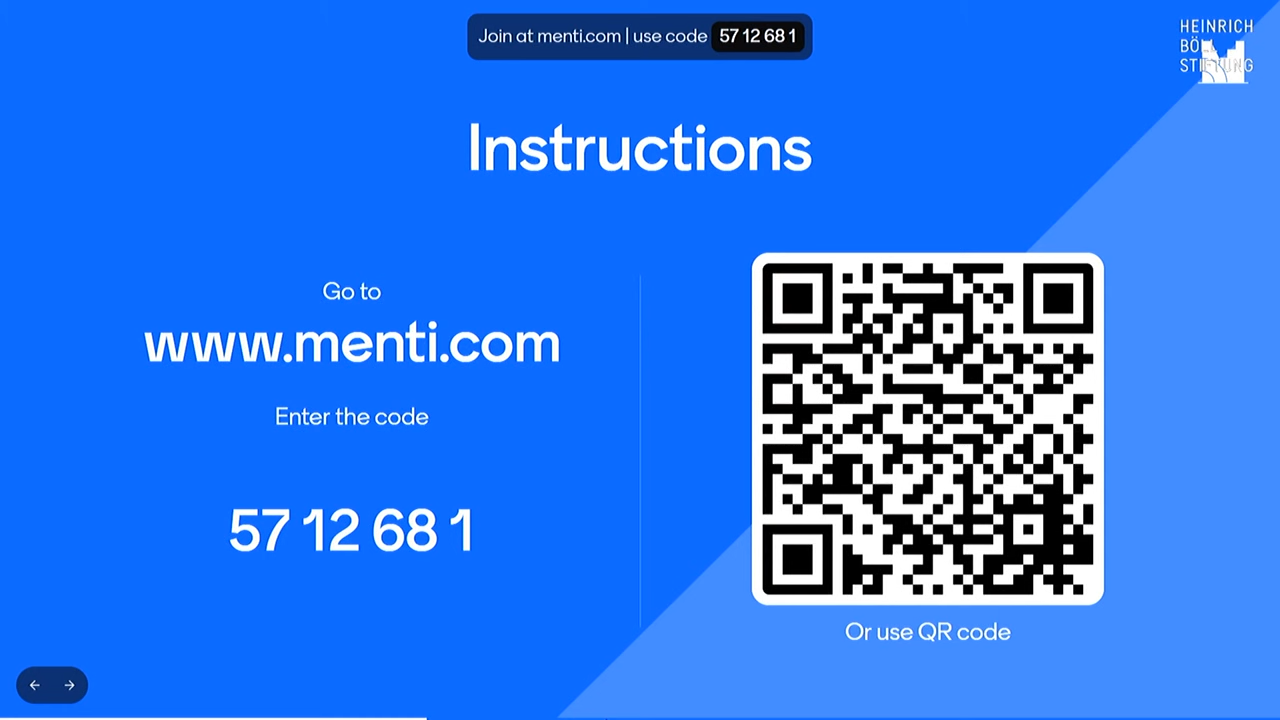 Join at menti.com | use code 57 12 68 1
HEINRICH
BÖLL
STIFTUNG
Instructions
Go to
www.menti.com
Enter the code
57 12 68 1
Or use QR code